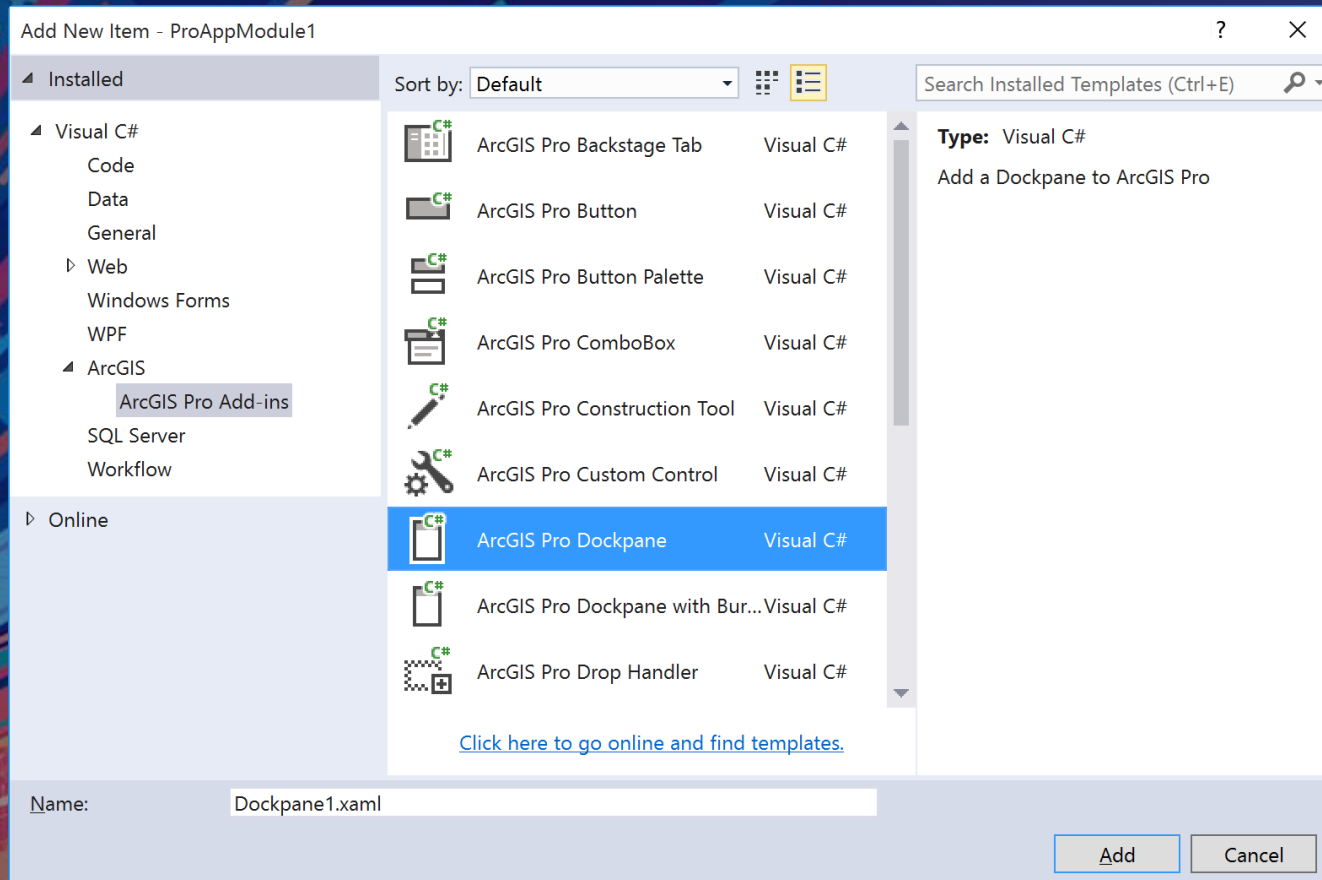 Add New Item - ProAppModule1
?
Installed
Sort by: Default
Search Installed Templates (Ctrl+E)
Visual C#
Code
Data
General
Web
Windows Forms
WPF
ArcGIS
ArcGIS Pro Add-ins
SQL Server
Workflow
Online
C# ArcGIS Pro Backstage Tab Visual C#
C# ArcGIS Pro Button Visual C#
C# ArcGIS Pro Button Palette Visual C#
C# ArcGIS Pro ComboBox Visual C#
C# ArcGIS Pro Construction Tool Visual C#
C# ArcGIS Pro Custom Control Visual C#
C# ArcGIS Pro Dockpane Visual C#
C# ArcGIS Pro Dockpane with Bur... Visual C#
C# ArcGIS Pro Drop Handler Visual C#
Click here to go online and find templates.
Type: Visual C#
Add a Dockpane to ArcGIS Pro
Name: Dockpane1.xaml
Add Cancel